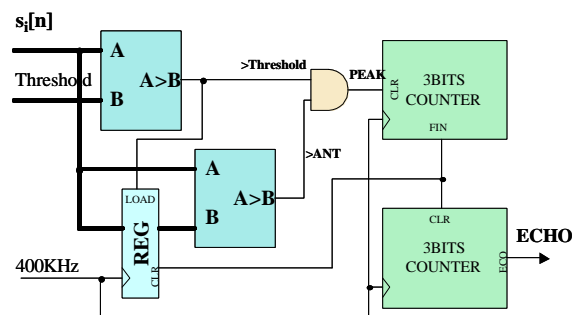 s_i[n]
A
Threshold
A>B
B
>Threshold
PEAK
CLR
3BITS
COUNTER
FIN
>ANT
A
A>B
B
LOAD
REG
CLR
400KHz
CLR
3BITS
COUNTER
ECO
ECHO